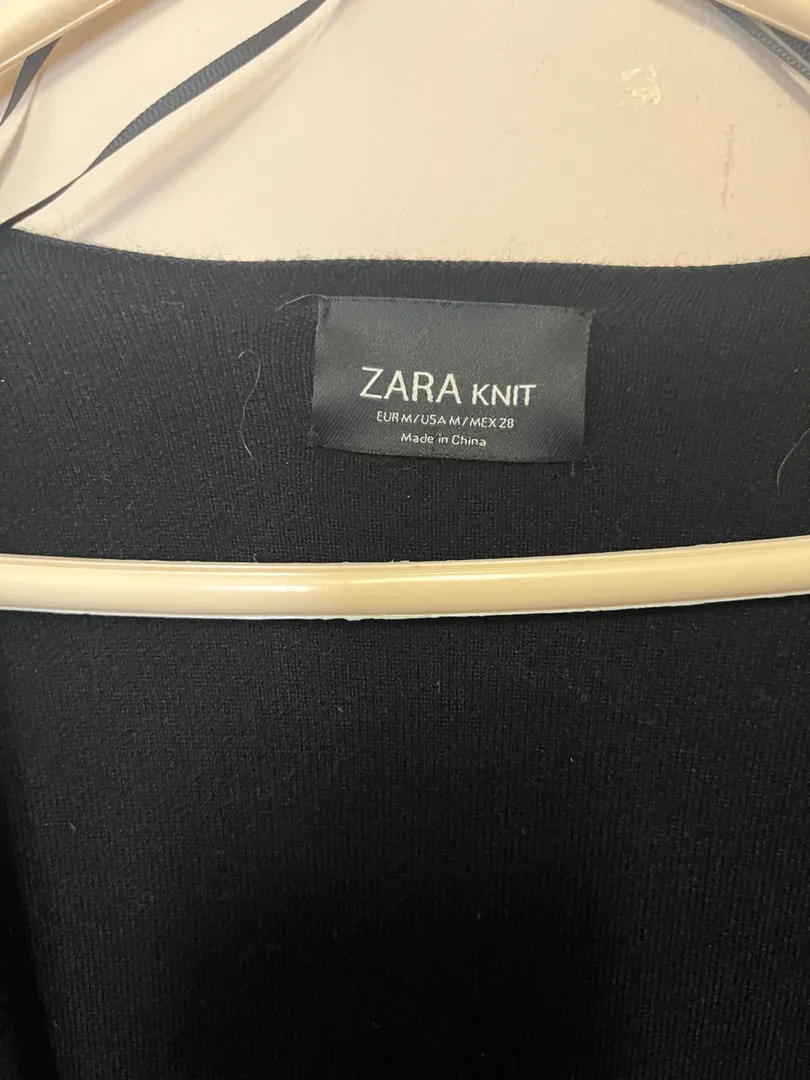 ZARA KNIT
EUR M/USA M/MEX 28
Made in China